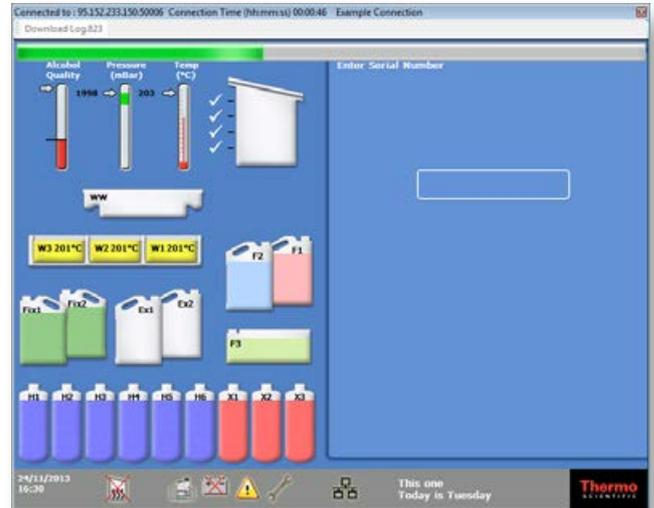 Connected to : 95.152.233.150:50006 Connection Time (hh:mm:ss) 00:00:46 Example Connection
Download Log.823
Alcohol Quality
Pressure (mBar)
Temp (°C)
Enter Serial Number
1998
203
WW
W3 201°C W2 201°C W1 201°C
F2 F1
Fix1 Fix2 Ex1 Ex2
F3
H1 H2 H3 H4 H5 H6 X1 X2 X3
24/11/2013
16:30
This one
Today is Tuesday
Thermo
SCIENTIFIC